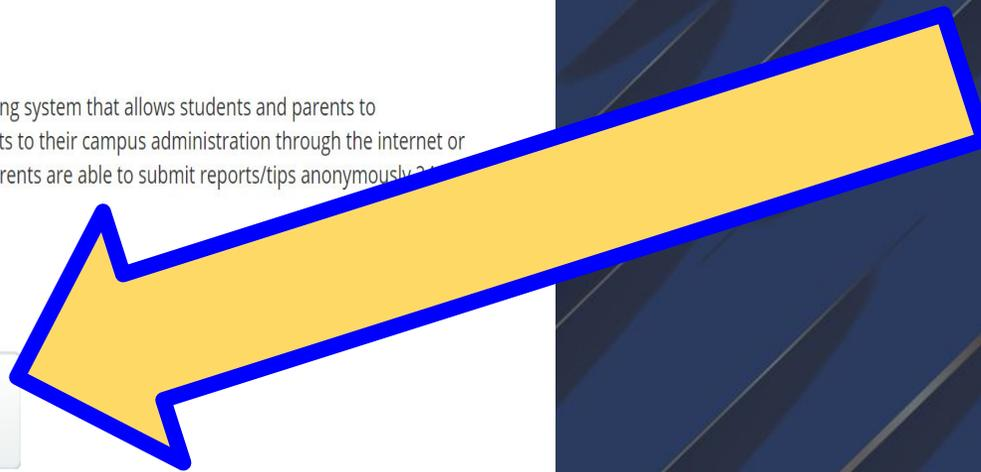 ng system that allows students and parents to
ts to their campus administration through the internet or
rents are able to submit reports/tips anonymously